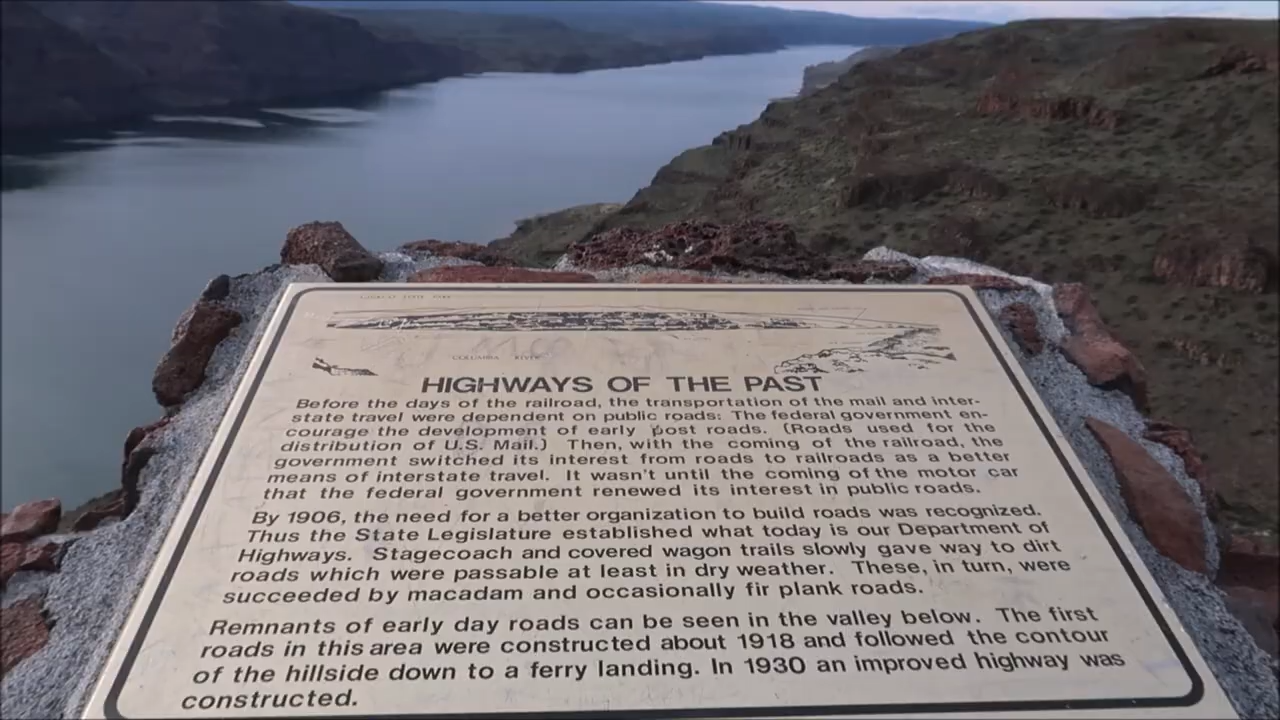 COLUMBIA RIVER
HIGHWAYS OF THE PAST
Before the days of the railroad, the transportation of the mail and inter-
state travel were dependent on public roads: The federal government en-
courage the development of early post roads. (Roads used for the
distribution of U.S. Mail.) Then, with the coming of the railroad, the
government switched its interest from roads to railroads as a better
means of interstate travel. It wasn't until the coming of the motor car
that the federal government renewed its interest in public roads.
By 1906, the need for a better organization to build roads was recognized.
Thus the State Legislature established what today is our Department of
Highways. Stagecoach and covered wagon trails slowly gave way to dirt
roads which were passable at least in dry weather. These, in turn, were
succeeded by macadam and occasionally fir plank roads.
Remnants of early day roads can be seen in the valley below. The first
roads in this area were constructed about 1918 and followed the contour
of the hillside down to a ferry landing. In 1930 an improved highway was
constructed.